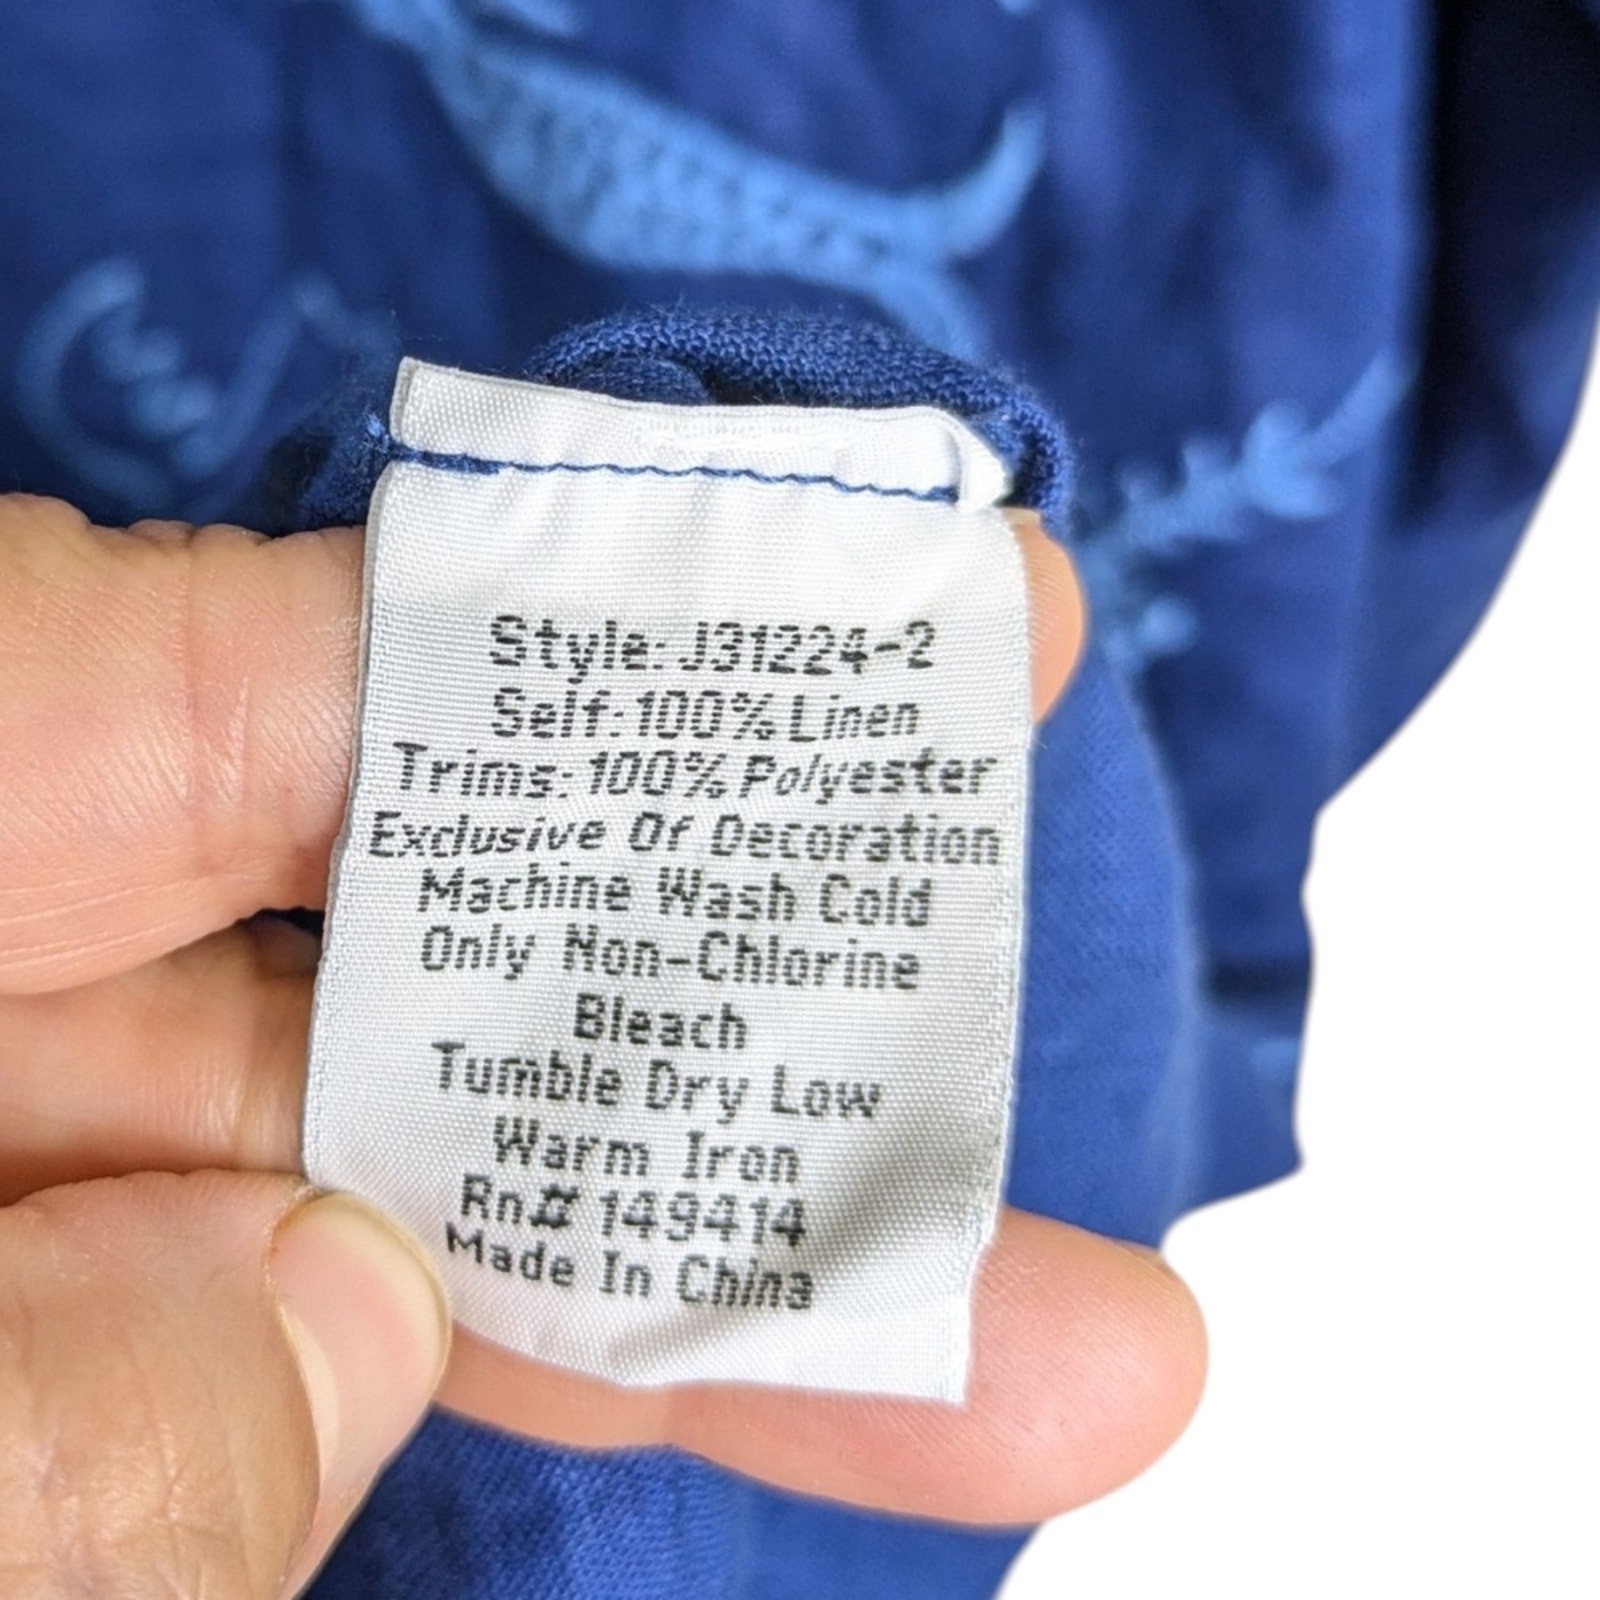 Style: J31224-2
Self: 100% Linen
Trims: 100% Polyester
Exclusive Of Decoration
Machine Wash Cold
Only Non-Chlorine
Bleach
Tumble Dry Low
Warm Iron
Rn# 149414
Made In China